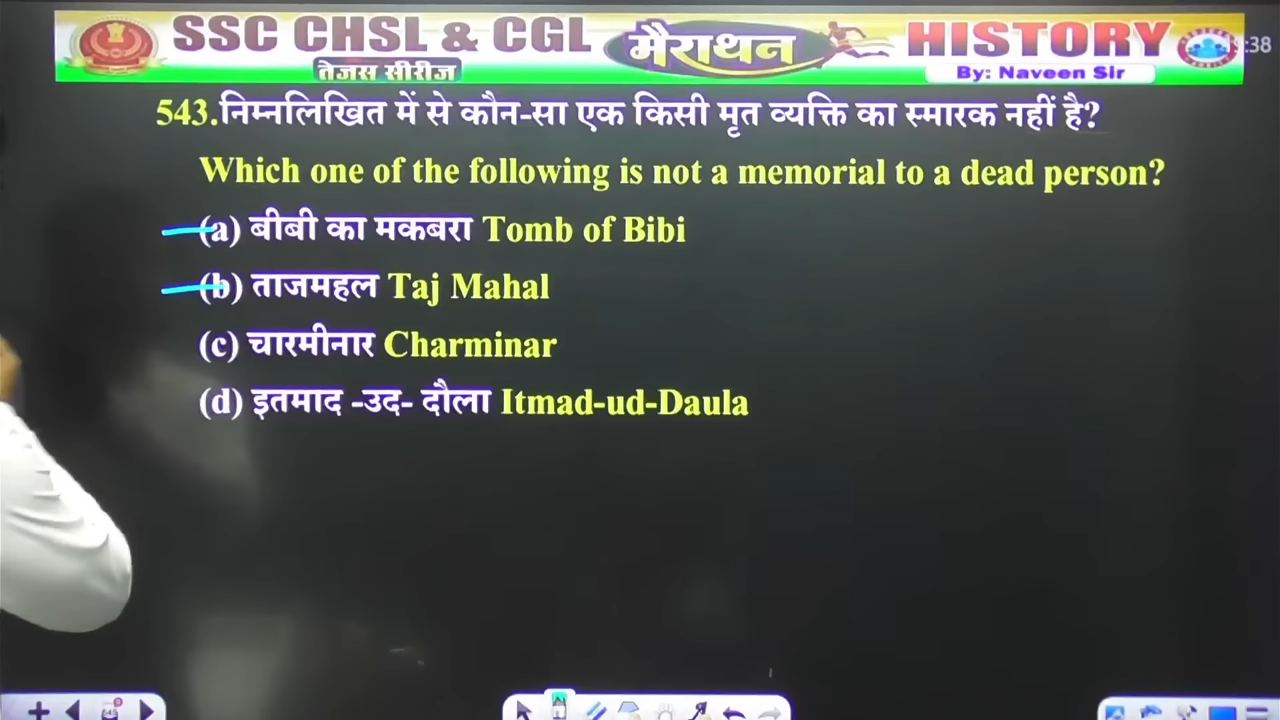 SSC CHSL & CGL मैराथन HISTORY
:38
तेजस सीरीज
By: Naveen Sir
543.निम्नलिखित में से कौन-सा एक किसी मृत व्यक्ति का स्मारक नहीं है?
Which one of the following is not a memorial to a dead person?
(a) बीबी का मकबरा Tomb of Bibi
(b) ताजमहल Taj Mahal
(c) चारमीनार Charminar
(d) इतमाद -उद- दौला Itmad-ud-Daula